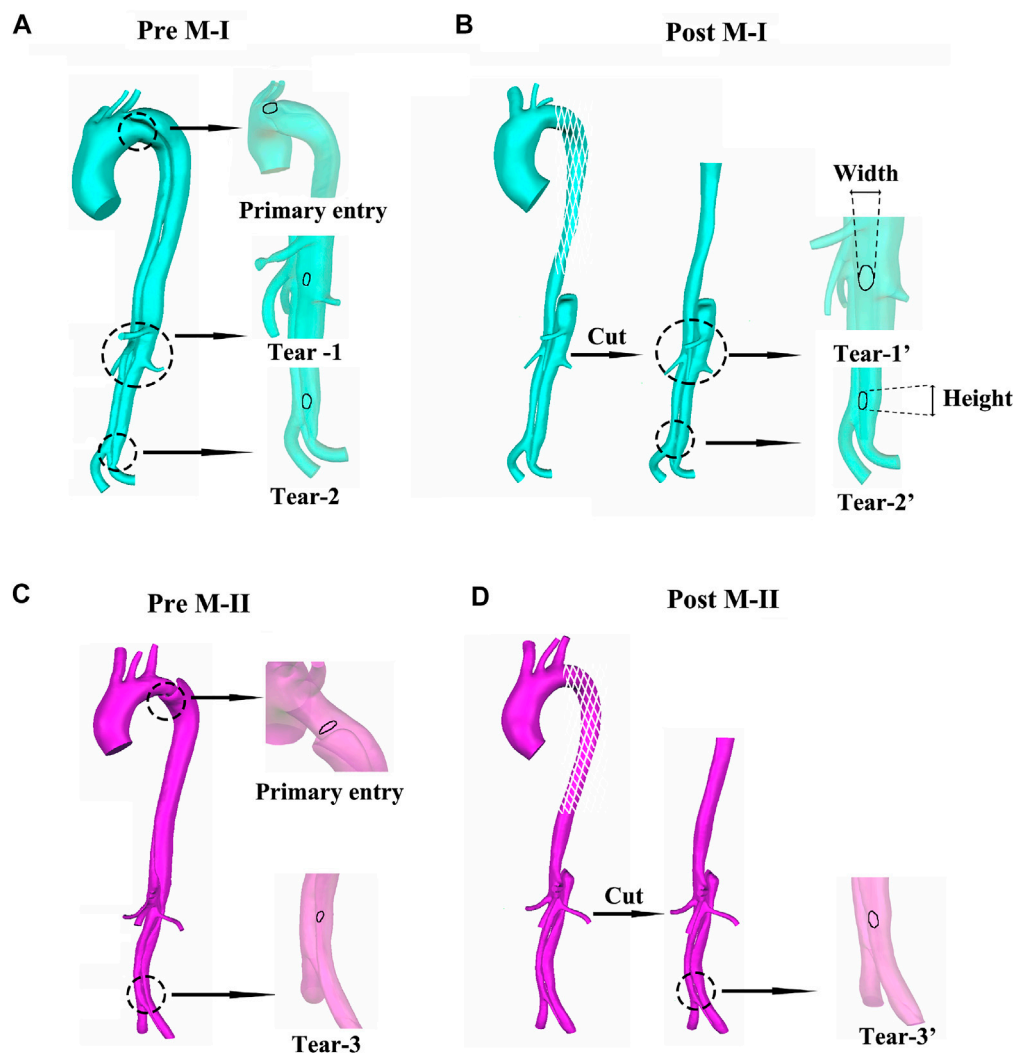 A
Pre M-I
Primary entry
Tear -1
Tear-2
B
Post M-I
Cut
Width
Tear-1’
Height
Tear-2’
C
Pre M-II
Primary entry
Tear-3
D
Post M-II
Cut
Tear-3’